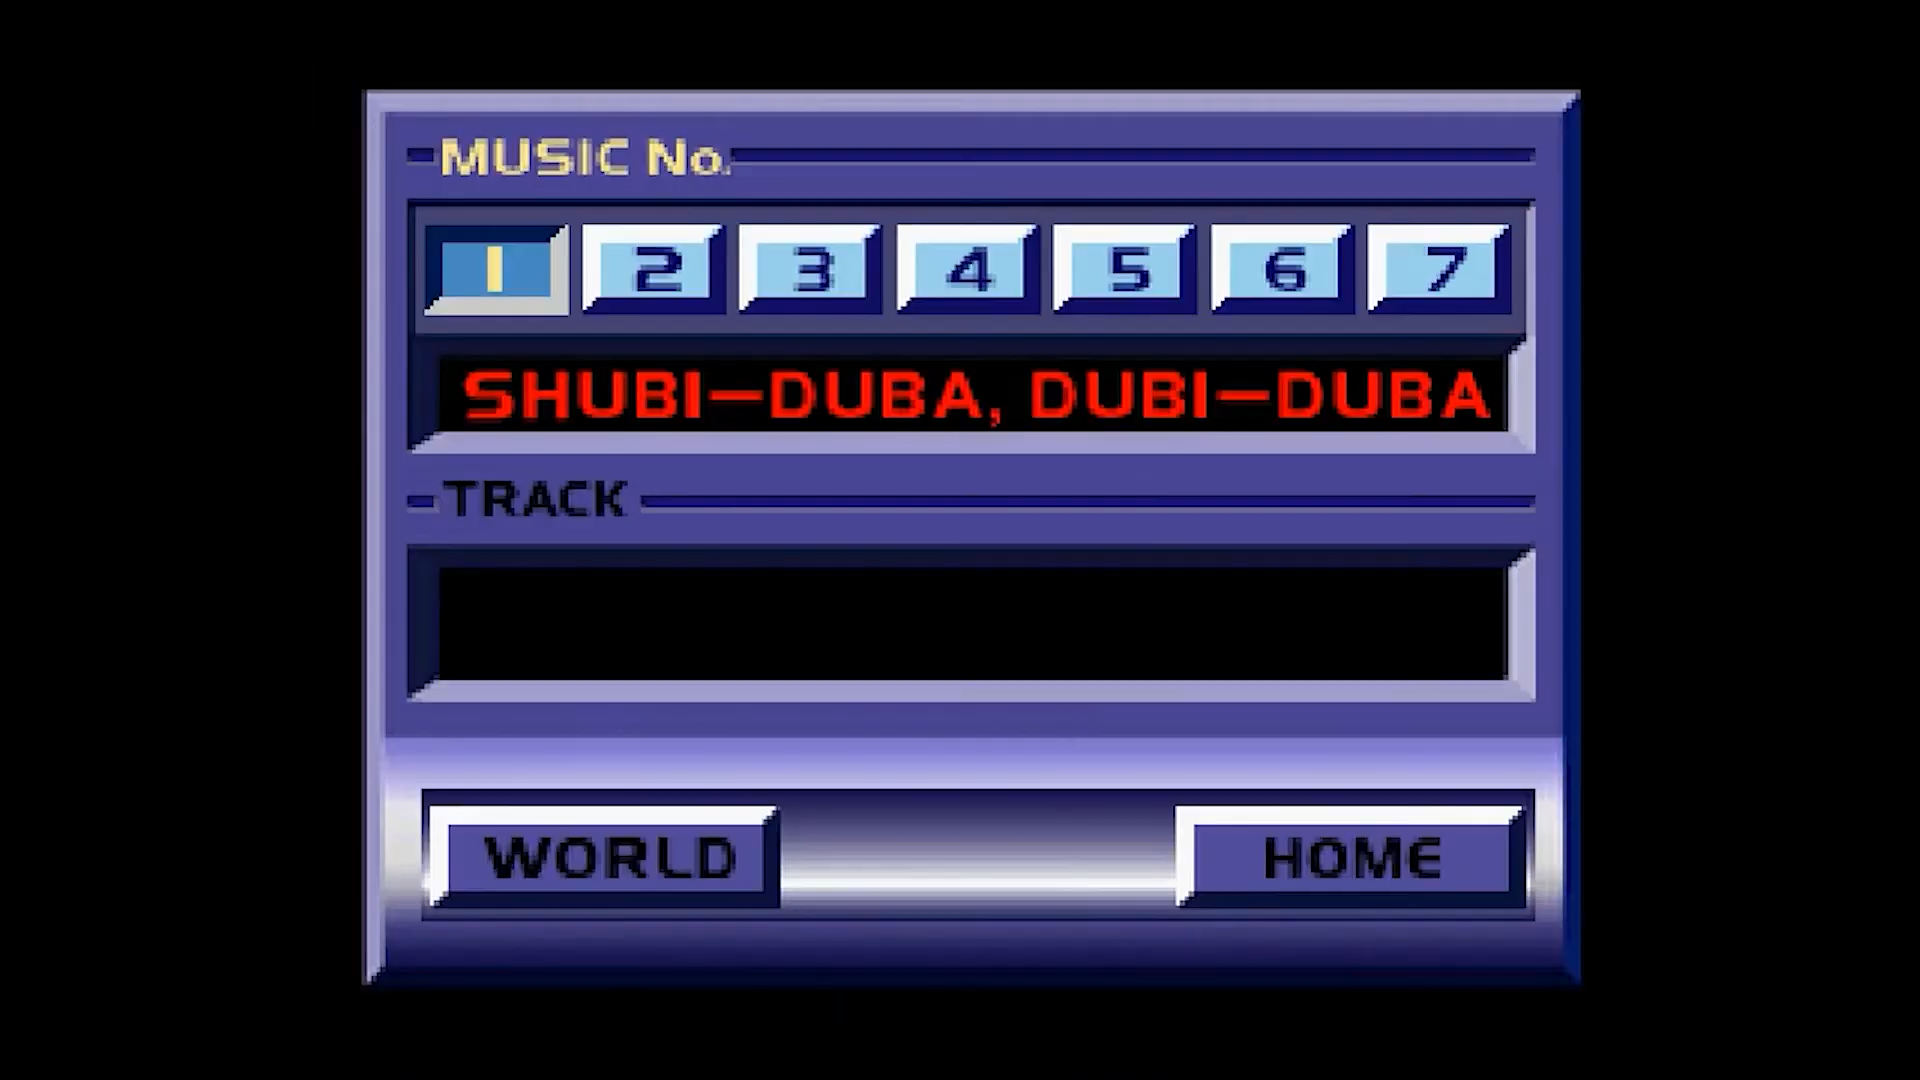 MUSIC No.
1 2 3 4 5 6 7
SHUBI—DUBA, DUBI—DUBA
TRACK
WORLD HOME